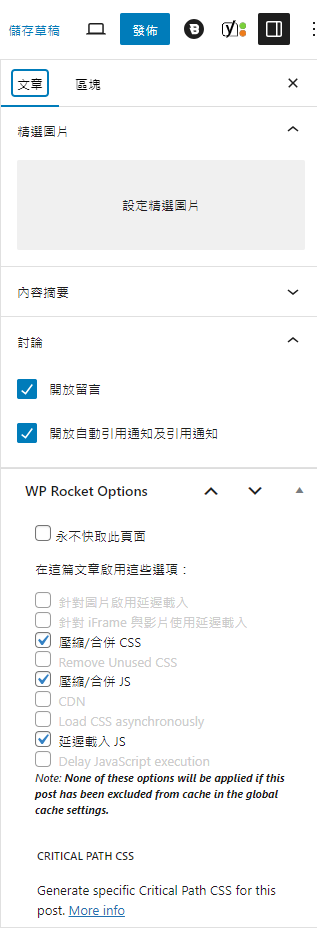 儲存草稿
發佈
文章
區塊
精選圖片
設定精選圖片
內容摘要
討論
開放留言
開放自動引用通知及引用通知
WP Rocket Options
永不快取此頁面
在這篇文章啟用這些選項：
針對圖片啟用延遲載入
針對 iFrame 與影片使用延遲載入
壓縮/合併 CSS
Remove Unused CSS
壓縮/合併 JS
CDN
Load CSS asynchronously
延遲載入 JS
Delay JavaScript execution
Note: None of these options will be applied if this
post has been excluded from cache in the global
cache settings.
CRITICAL PATH CSS
Generate specific Critical Path CSS for this
post. More info